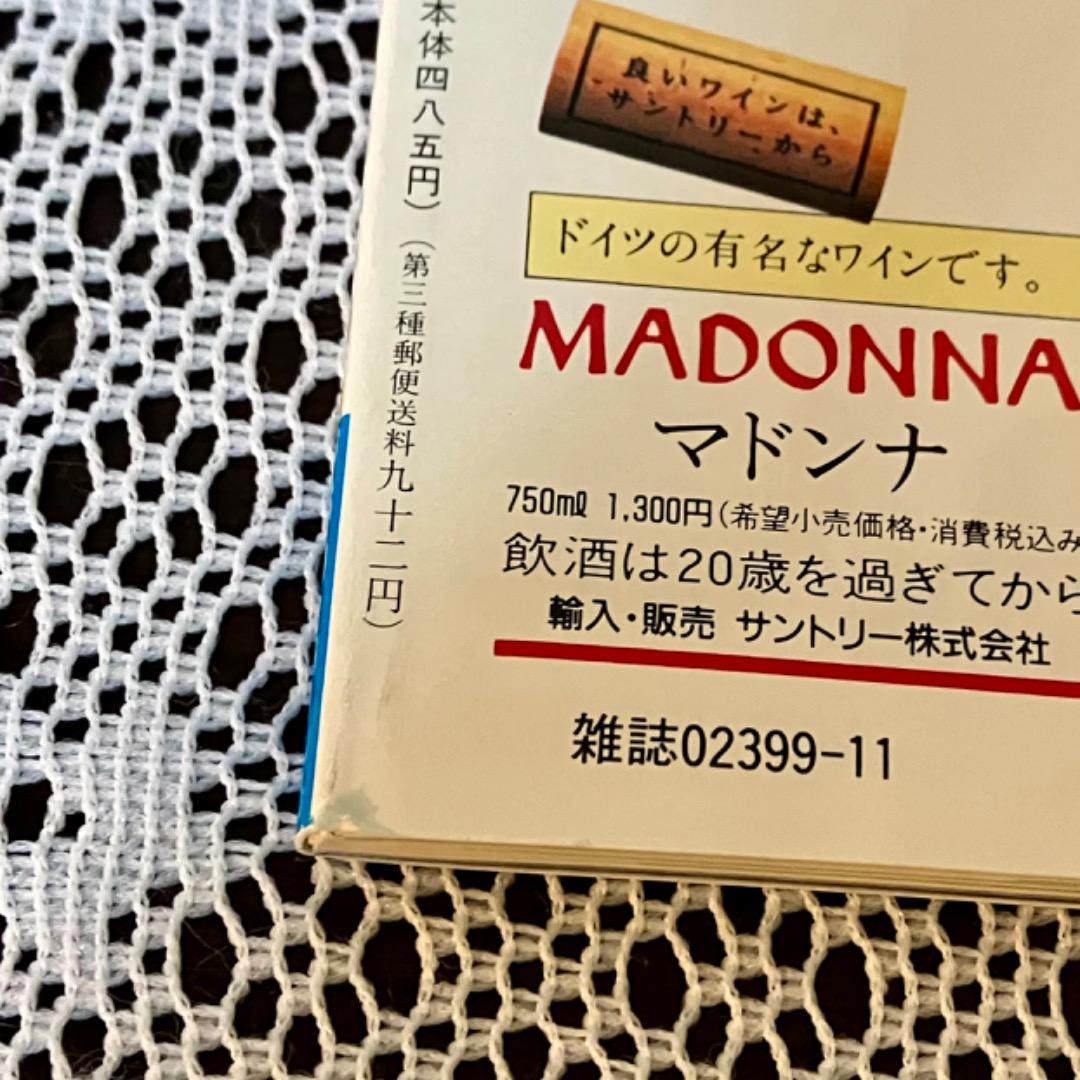 本体四八五円)
(第三種郵便送料九十二円)
良いワインは、
サントリーから
ドイツの有名なワインです。
MADONNA
マドンナ
750mℓ 1,300円(希望小売価格・消費税込み
飲酒は20歳を過ぎてから
輸入・販売 サントリー株式会社
雑誌02399-11